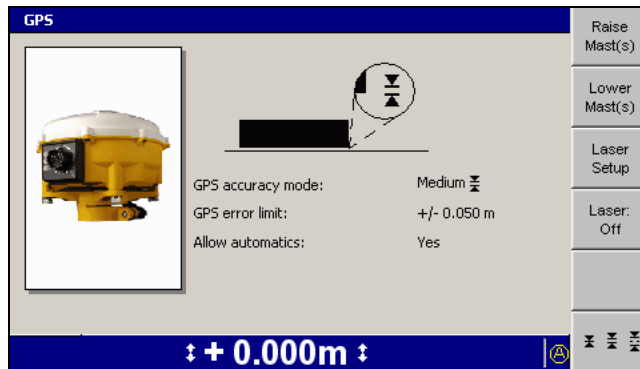 GPS
GPS accuracy mode: Medium
GPS error limit: +/- 0.050 m
Allow automatics: Yes
+ 0.000m
A
Raise
Mast(s)
Lower
Mast(s)
Laser
Setup
Laser:
Off